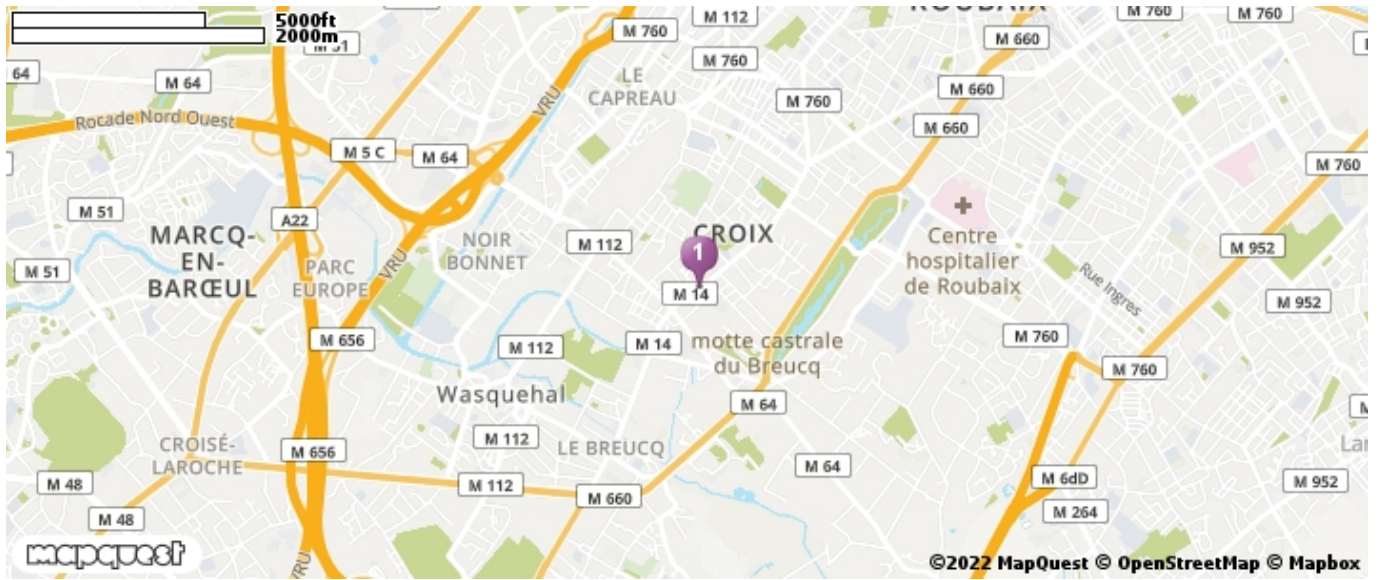 5000ft
2000m
M 112
M 760
ROUBAIX
M 760
M 760
M 660
M 51
64
M 64
LE
CAPREAU
M 760
M 760
M 660
VRU
Rocade Nord Ouest
M 660
M 5 C
M 64
M 760
M 51
A22
MARCQ-
EN-
BARŒUL
NOIR
BONNET
M 112
CROIX
1
Centre
hospitalier
de Roubaix
M 952
M 51
PARC
EUROPE
VRU
M 14
Rue Ingres
M 952
M 656
M 112
M 14
motte castrale
du Breucq
M 760
M 760
Wasquehal
M 64
CROISÉ-
LAROCHE
M 656
M 112
LE BREUCQ
M 64
M 48
M 112
M 660
M 6dD
M 952
M 48
M 264
VRU
mapquest
©2022 MapQuest © OpenStreetMap © Mapbox